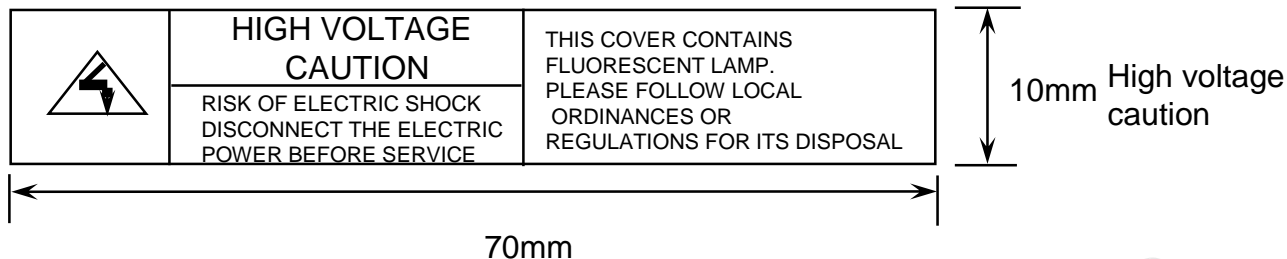 HIGH VOLTAGE
CAUTION
RISK OF ELECTRIC SHOCK
DISCONNECT THE ELECTRIC
POWER BEFORE SERVICE
THIS COVER CONTAINS
FLUORESCENT LAMP.
PLEASE FOLLOW LOCAL
ORDINANCES OR
REGULATIONS FOR ITS DISPOSAL
10mm
High voltage
caution
70mm